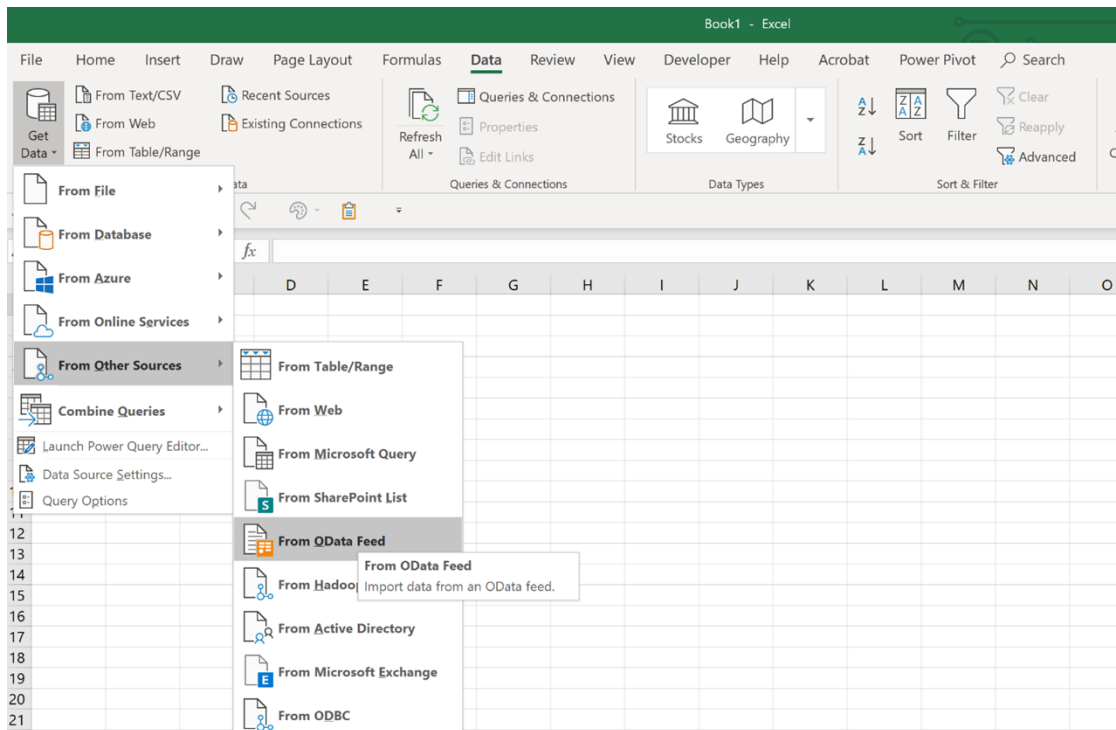 Book1 - Excel
File Home Insert Draw Page Layout Formulas Data Review View Developer Help Acrobat Power Pivot Search
From Text/CSV Recent Sources Queries & Connections Clear
From Web Existing Connections Properties Reapply
Get Data From Table/Range Refresh All Edit Links Stocks Geography Sort Filter Advanced
Queries & Connections Data Types Sort & Filter
From File
From Database
fx
From Azure
D E F G H I J K L M N O
From Online Services
From Other Sources
From Table/Range
Combine Queries
From Web
Launch Power Query Editor...
From Microsoft Query
Data Source Settings...
From SharePoint List
Query Options
11
12
From OData Feed
13
From OData Feed
14
From Hadoop
Import data from an OData feed.
15
16
From Active Directory
17
18
From Microsoft Exchange
19
20
From ODBC
21